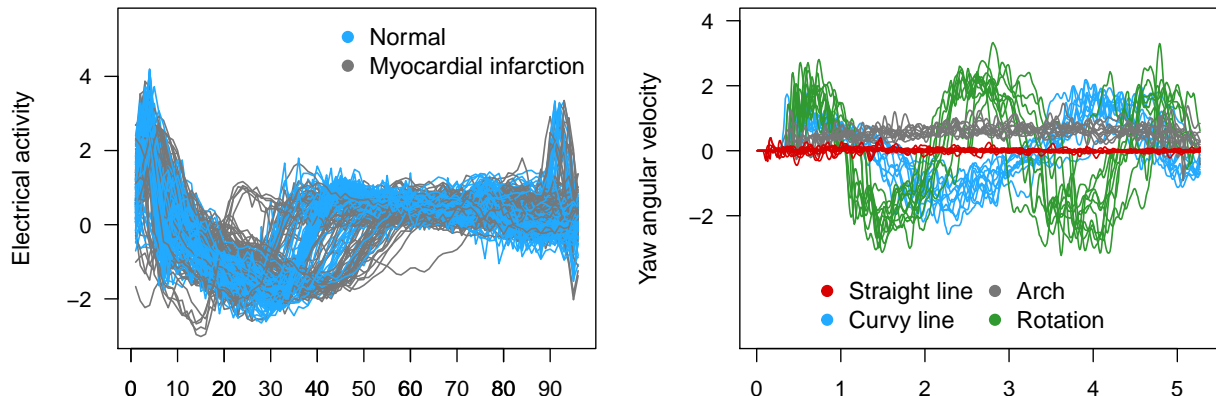 Electrical activity
4
2
0
−2
Normal
Myocardial infarction
0 10 20 30 40 50 60 70 80 90
Yaw angular velocity
4
2
0
−2
Straight line
Curvy line
Arch
Rotation
0 1 2 3 4 5